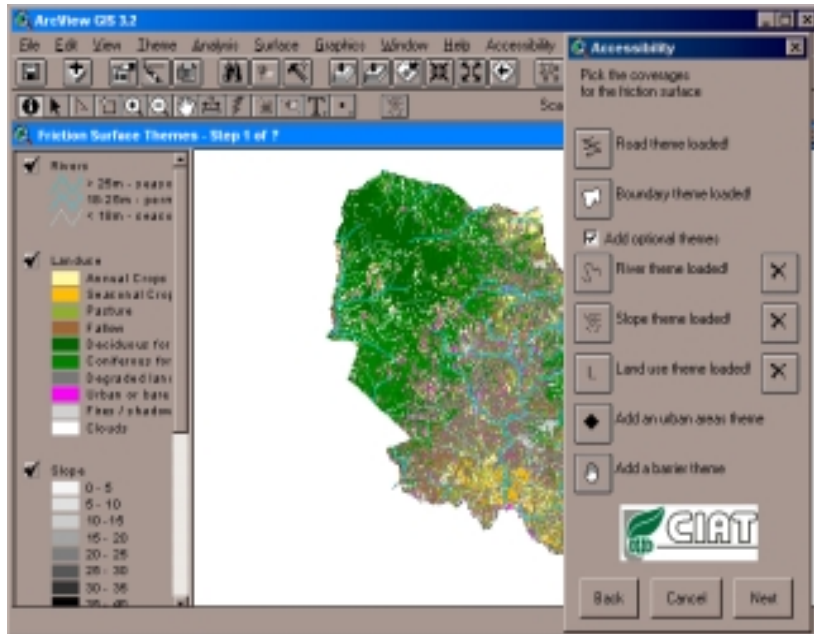 ArcView GIS 3.2
File Edit View Theme Analysis Surface Graphics Window Help Accessibility
Friction Surface Themes - Step 1 of ?
Rivers
> 25m - seaso
18-25m - perm
< 18m - seaso
Landuse
Annual Crops
Seasonal Crop
Pasture
Fallow
Deciduous for
Coniferous for
Degraded land
Urban or bare
Fires / shadow
Clouds
Slope
0 - 5
5 - 10
10 - 15
15 - 20
20 - 25
25 - 30
30 - 35
35 - 40
Accessibility
Pick the coverages
for the friction surface
Road theme loaded!
Boundary theme loaded!
Add optional themes
River theme loaded!
Slope theme loaded!
L Land use theme loaded!
Add an urban areas theme
Add a barrier theme
CIAT
Back Cancel Next